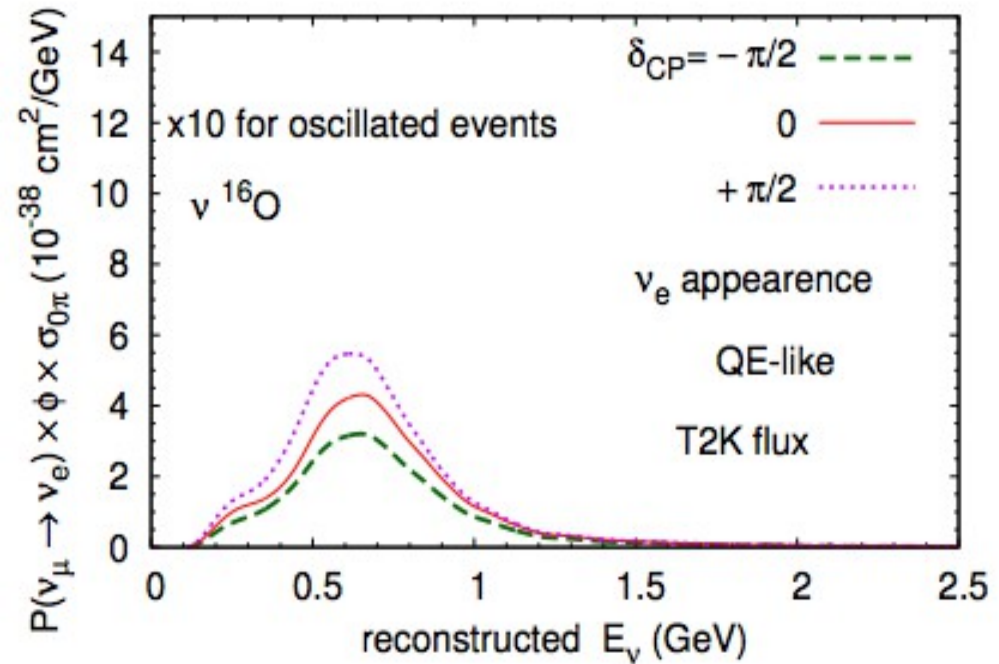 P(νμ → νe) × ϕ × σ0π (10^-38 cm^2/GeV)
14
12
10
8
6
4
2
0
δCP= − π/2
0
+ π/2
x10 for oscillated events
ν 16O
νe appearence
QE-like
T2K flux
0 0.5 1 1.5 2 2.5
reconstructed Eν (GeV)